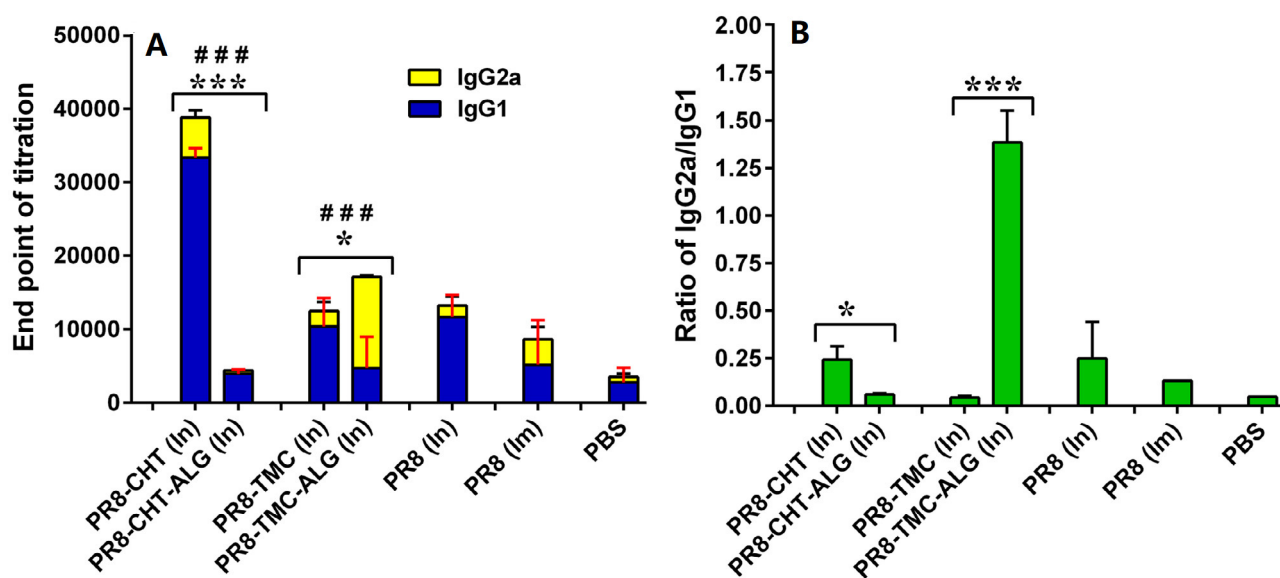 A
End point of titration
50000
40000
30000
20000
10000
0
###
***
###
*
IgG2a
IgG1
PR8-CHT (In)
PR8-CHT-ALG (In)
PR8-TMC (In)
PR8-TMC-ALG (In)
PR8 (In)
PR8 (Im)
PBS
B
Ratio of IgG2a/IgG1
2.00
1.75
1.50
1.25
1.00
0.75
0.50
0.25
0.00
*
***
PR8-CHT (In)
PR8-CHT-ALG (In)
PR8-TMC (In)
PR8-TMC-ALG (In)
PR8 (In)
PR8 (Im)
PBS